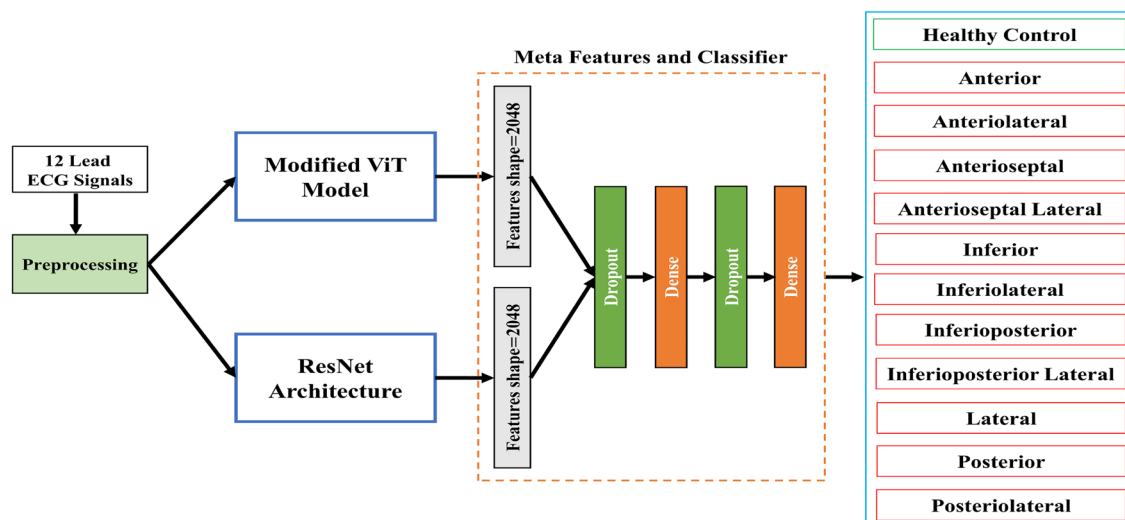 12 Lead
ECG Signals
Preprocessing
Modified ViT
Model
ResNet
Architecture
Meta Features and Classifier
Features shape=2048
Features shape=2048
Dropout
Dense
Dropout
Dense
Healthy Control
Anterior
Anteriolateral
Anterioseptal
Anterioseptal Lateral
Inferior
Inferiolateral
Inferioposterior
Inferioposterior Lateral
Lateral
Posterior
Posteriolateral